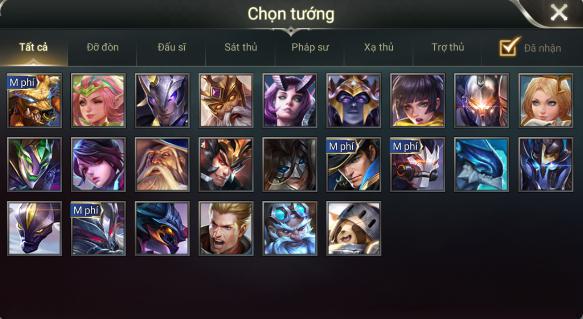 Chọn tướng
Tất cả Đỡ đòn Đấu sĩ Sát thủ Pháp sư Xạ thủ Trợ thủ Đã nhận
M phí
M phí M phí
M phí